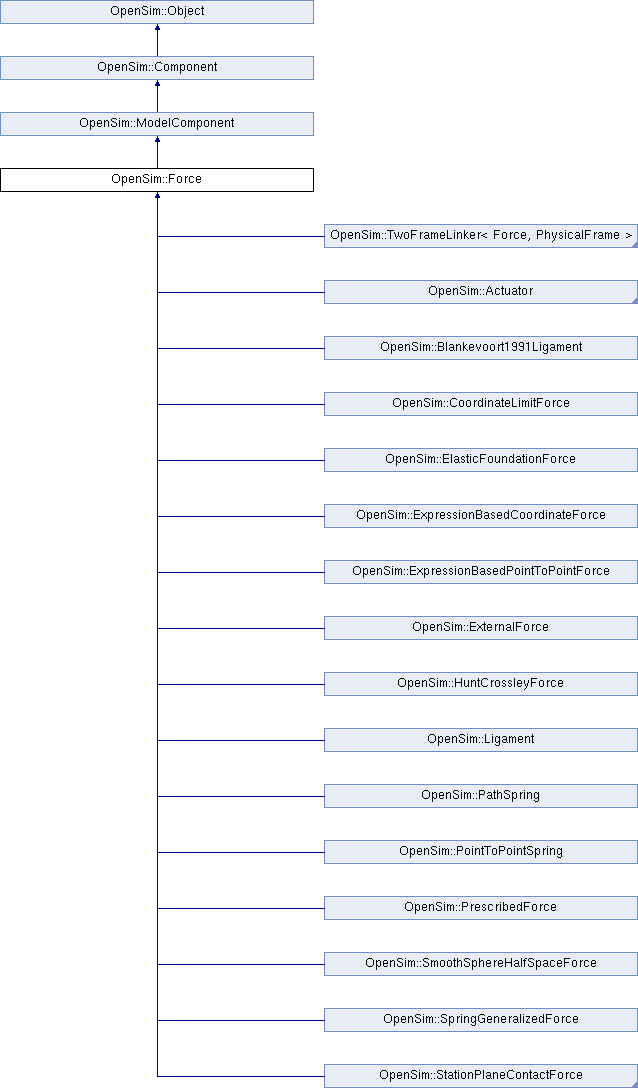 OpenSim::Object
OpenSim::Component
OpenSim::ModelComponent
OpenSim::Force
OpenSim::TwoFrameLinker< Force, PhysicalFrame >
OpenSim::Actuator
OpenSim::Blankevoort1991Ligament
OpenSim::CoordinateLimitForce
OpenSim::ElasticFoundationForce
OpenSim::ExpressionBasedCoordinateForce
OpenSim::ExpressionBasedPointToPointForce
OpenSim::ExternalForce
OpenSim::HuntCrossleyForce
OpenSim::Ligament
OpenSim::PathSpring
OpenSim::PointToPointSpring
OpenSim::PrescribedForce
OpenSim::SmoothSphereHalfSpaceForce
OpenSim::SpringGeneralizedForce
OpenSim::StationPlaneContactForce